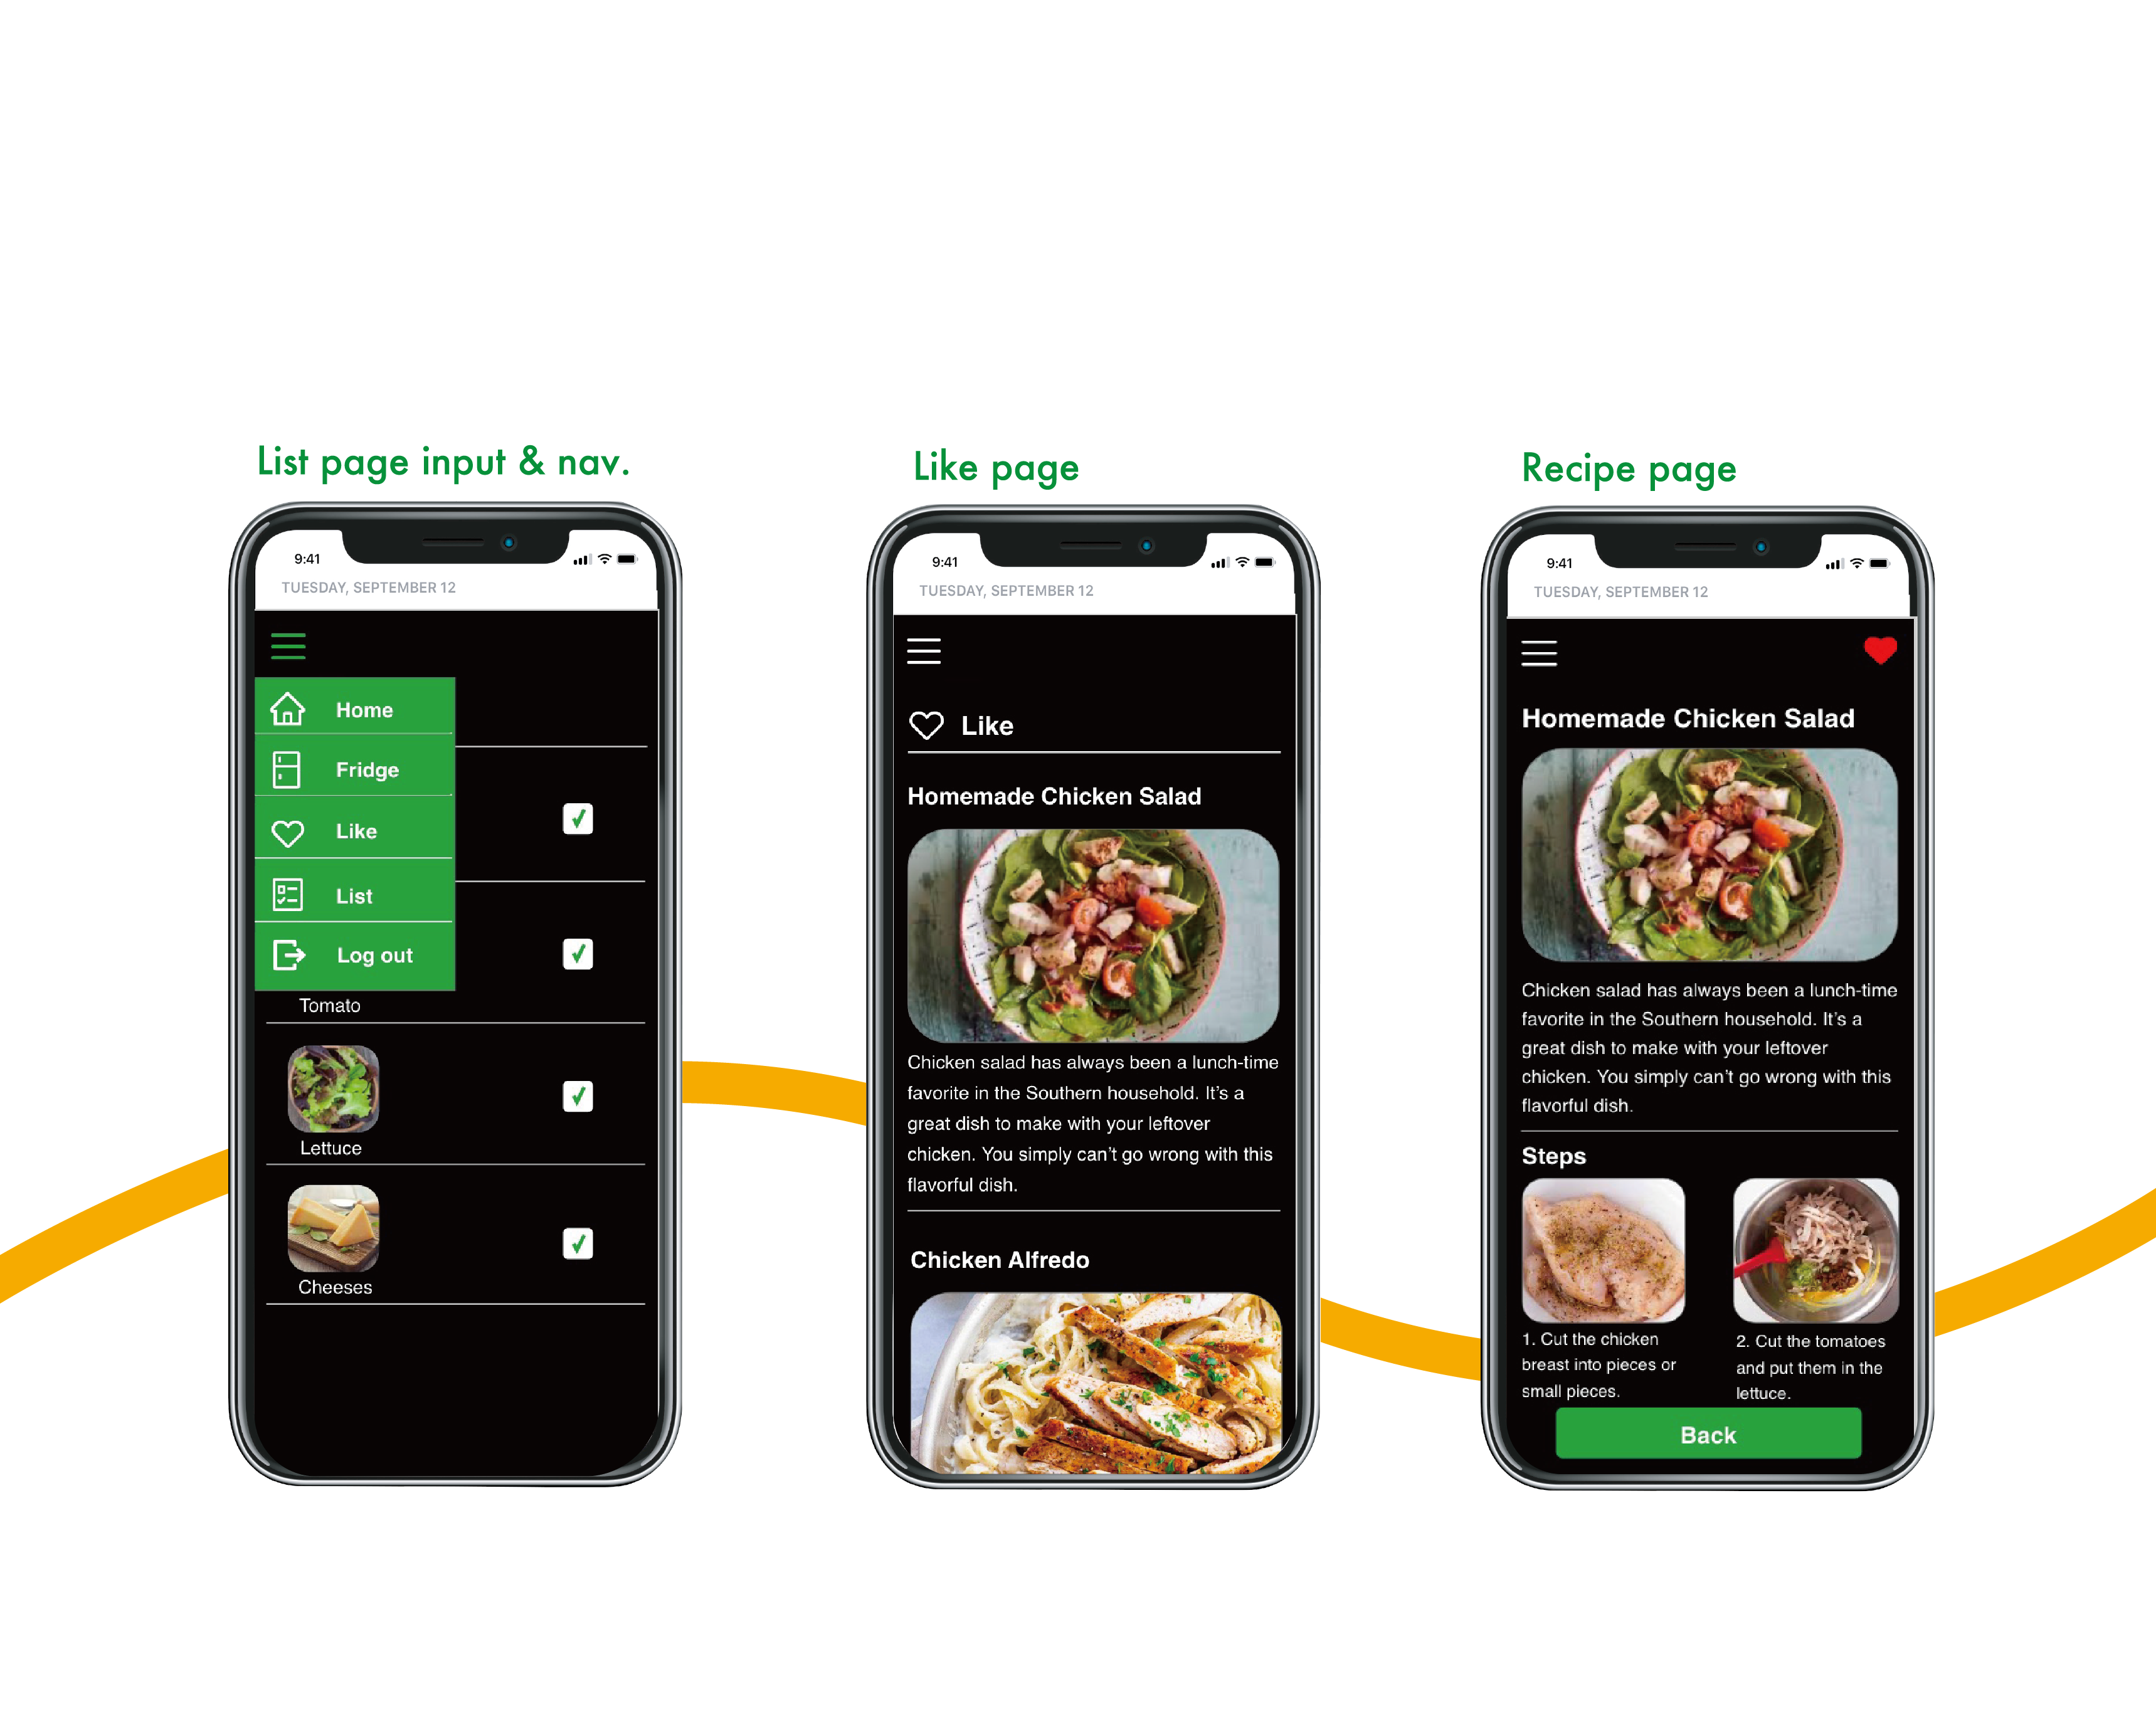 List page input & nav.
9:41
TUESDAY, SEPTEMBER 12
Home
Fridge
Like
List
Log out
Tomato
Lettuce
Cheeses
Like page
9:41
TUESDAY, SEPTEMBER 12
Like
Homemade Chicken Salad
Chicken salad has always been a lunch-time
favorite in the Southern household. It’s a
great dish to make with your leftover
chicken. You simply can’t go wrong with this
flavorful dish.
Chicken Alfredo
Recipe page
9:41
TUESDAY, SEPTEMBER 12
Homemade Chicken Salad
Chicken salad has always been a lunch-time
favorite in the Southern household. It’s a
great dish to make with your leftover
chicken. You simply can’t go wrong with this
flavorful dish.
Steps
1. Cut the chicken
breast into pieces or
small pieces.
2. Cut the tomatoes
and put them in the
lettuce.
Back